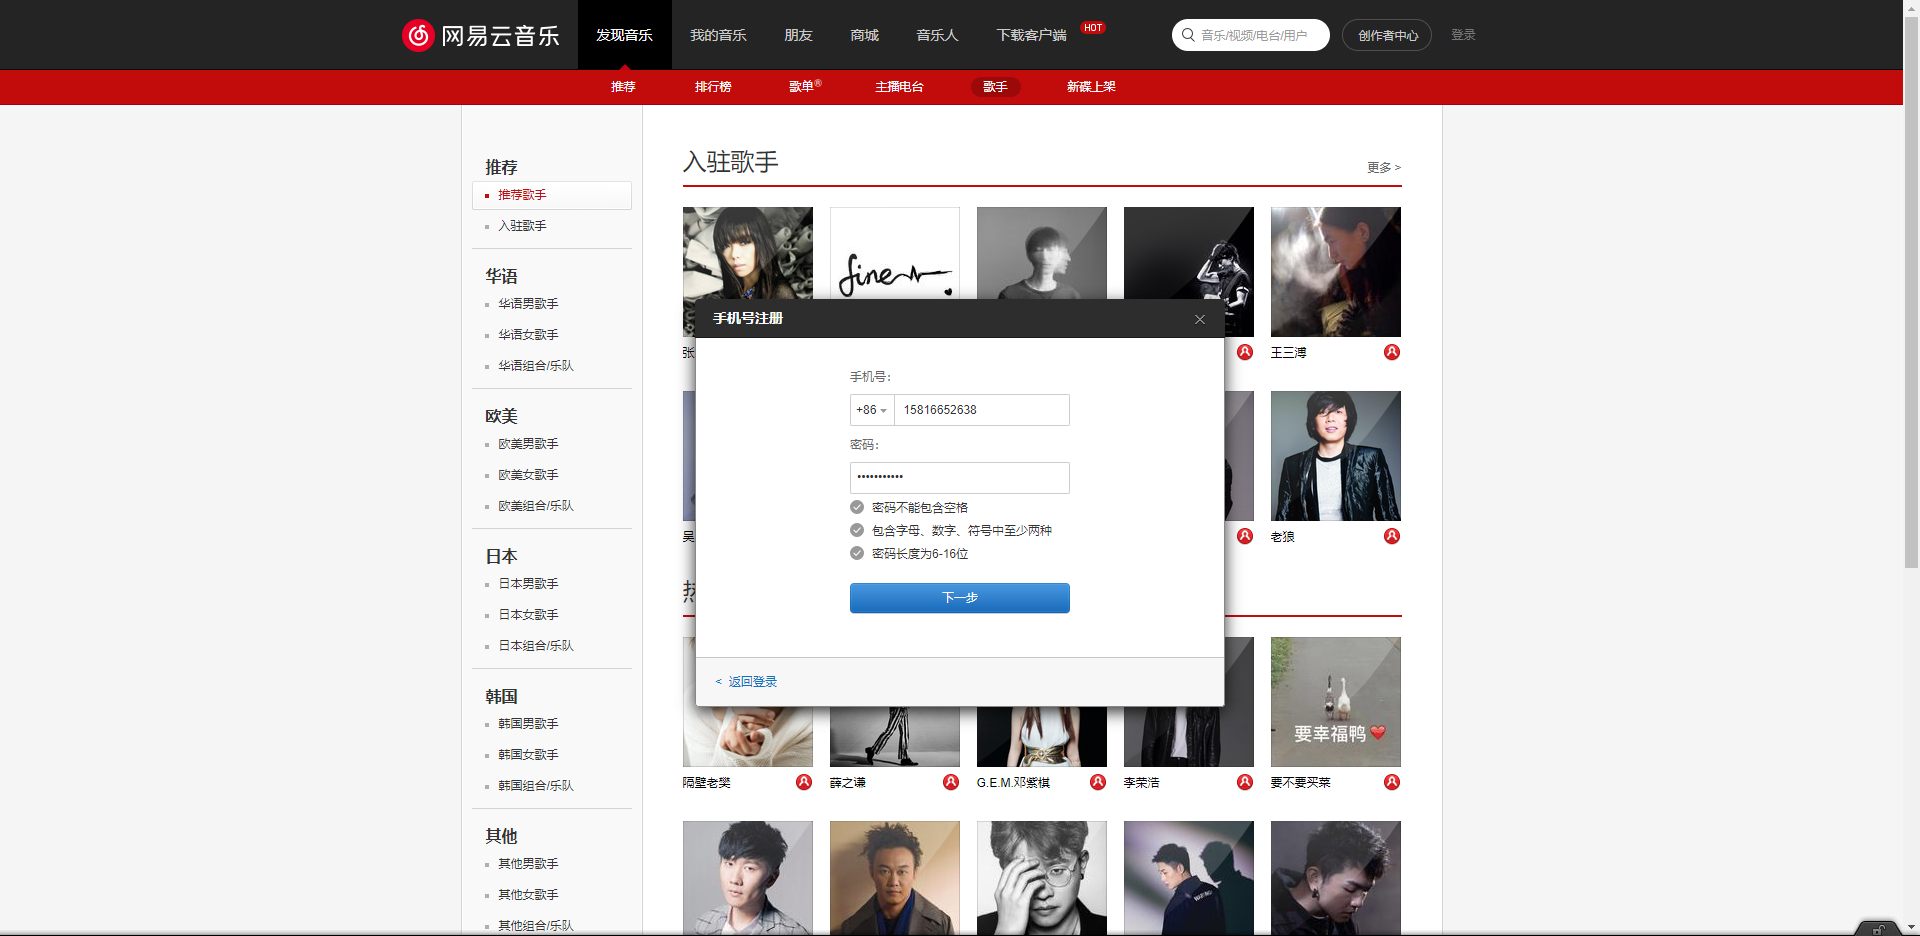 网易云音乐
发现音乐
我的音乐
朋友
商城
音乐人
下载客户端
HOT
音乐/视频/电台/用户
创作者中心
登录
推荐
排行榜
歌单®
主播电台
歌手
新碟上架
推荐
推荐歌手
入驻歌手
华语
华语男歌手
华语女歌手
华语组合/乐队
欧美
欧美男歌手
欧美女歌手
欧美组合/乐队
日本
日本男歌手
日本女歌手
日本组合/乐队
韩国
韩国男歌手
韩国女歌手
韩国组合/乐队
其他
其他男歌手
其他女歌手
其他组合/乐队
入驻歌手
更多 >
fine
张
王三溥
吴
老狼
手机号注册
手机号:
+86
15816652638
密码:
•••••••••••
密码不能包含空格
包含字母、数字、符号中至少两种
密码长度为6-16位
下一步
< 返回登录
要幸福鸭
隔壁老樊
薛之谦
G.E.M.邓紫棋
李荣浩
要不要买菜